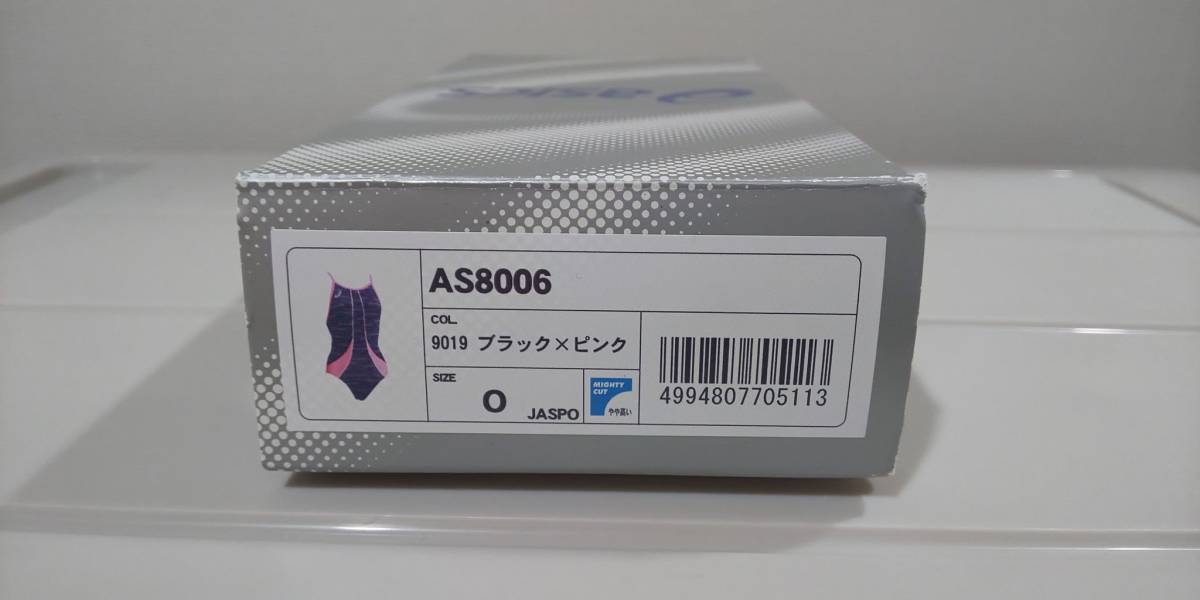 asics
AS8006
COL.
9019 ブラック×ピンク
SIZE
O
JASPO
MIGHTY
CUT
やや高い
4994807705113